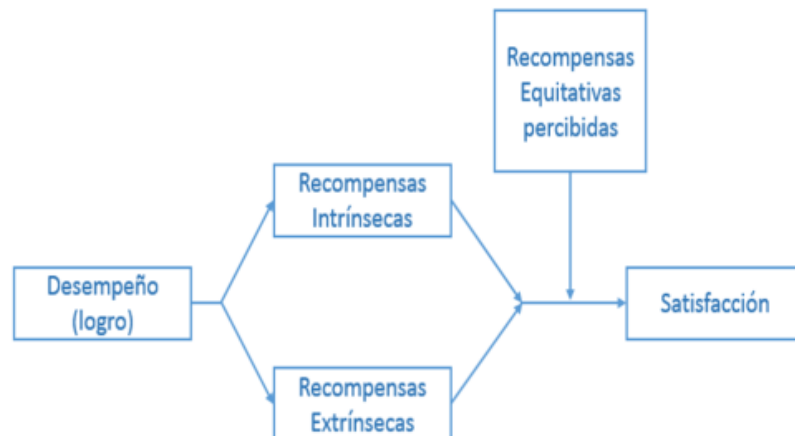 Recompensas
Equitativas
percibidas
Recompensas
Intrínsecas
Desempeño
(logro)
Satisfacción
Recompensas
Extrínsecas